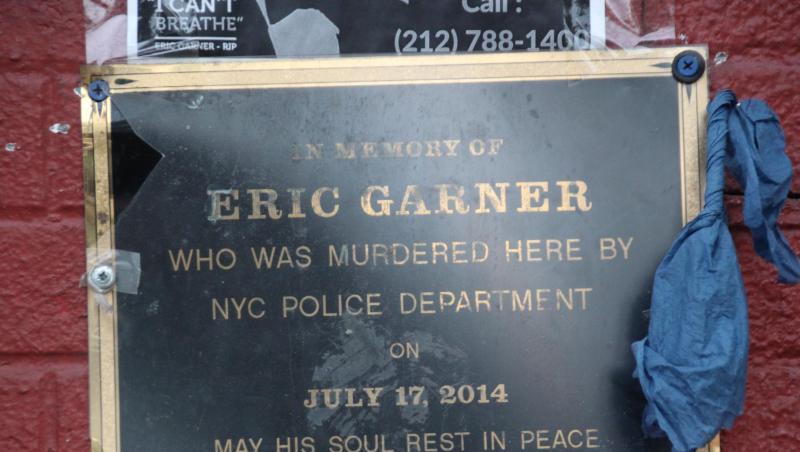 "I CAN'T
BREATHE"
ERIC GARNER - RIP
Call :
(212) 788-1400
IN MEMORY OF
ERIC GARNER
WHO WAS MURDERED HERE BY
NYC POLICE DEPARTMENT
ON
JULY 17, 2014
MAY HIS SOUL REST IN PEACE